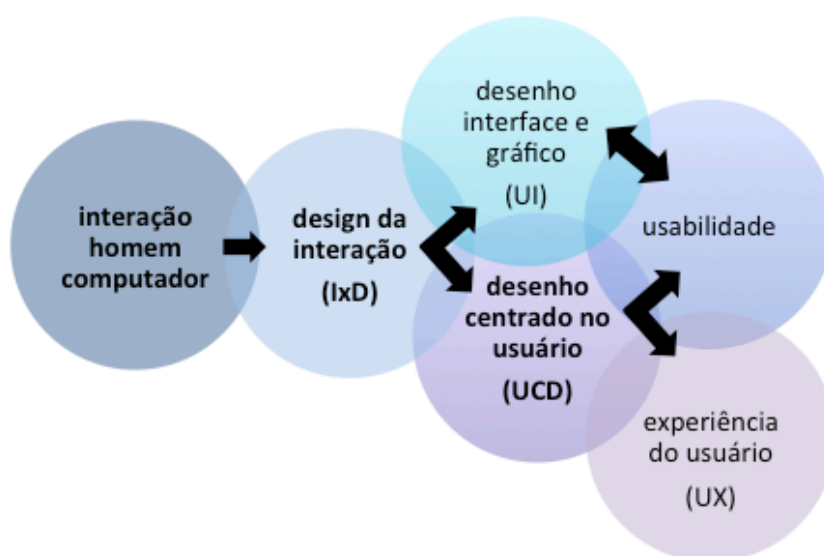 interação
homem
computador
design da
interação
(IxD)
desenho
interface e
gráfico
(UI)
desenho
centrado no
usuário
(UCD)
usabilidade
experiência
do usuário
(UX)